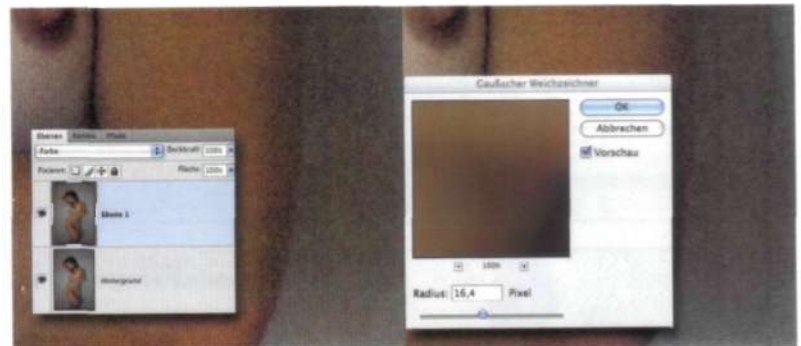 Ebenen Kanäle Pfade
Farbe Deckkraft: 100%
Fixieren: Fläche: 100%
Ebene 1
Hintergrund
Gaußscher Weichzeichner
OK
Abbrechen
Vorschau
100%
Radius: 16,4 Pixel